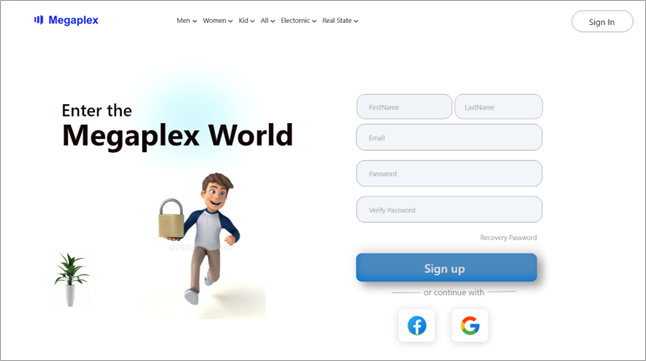 Megaplex
Men Women Kid All Electornic Real State
Sign In
Enter the
Megaplex World
FirstName LastName
Email
Password
Verify Password
Recovery Password
Sign up
or continue with